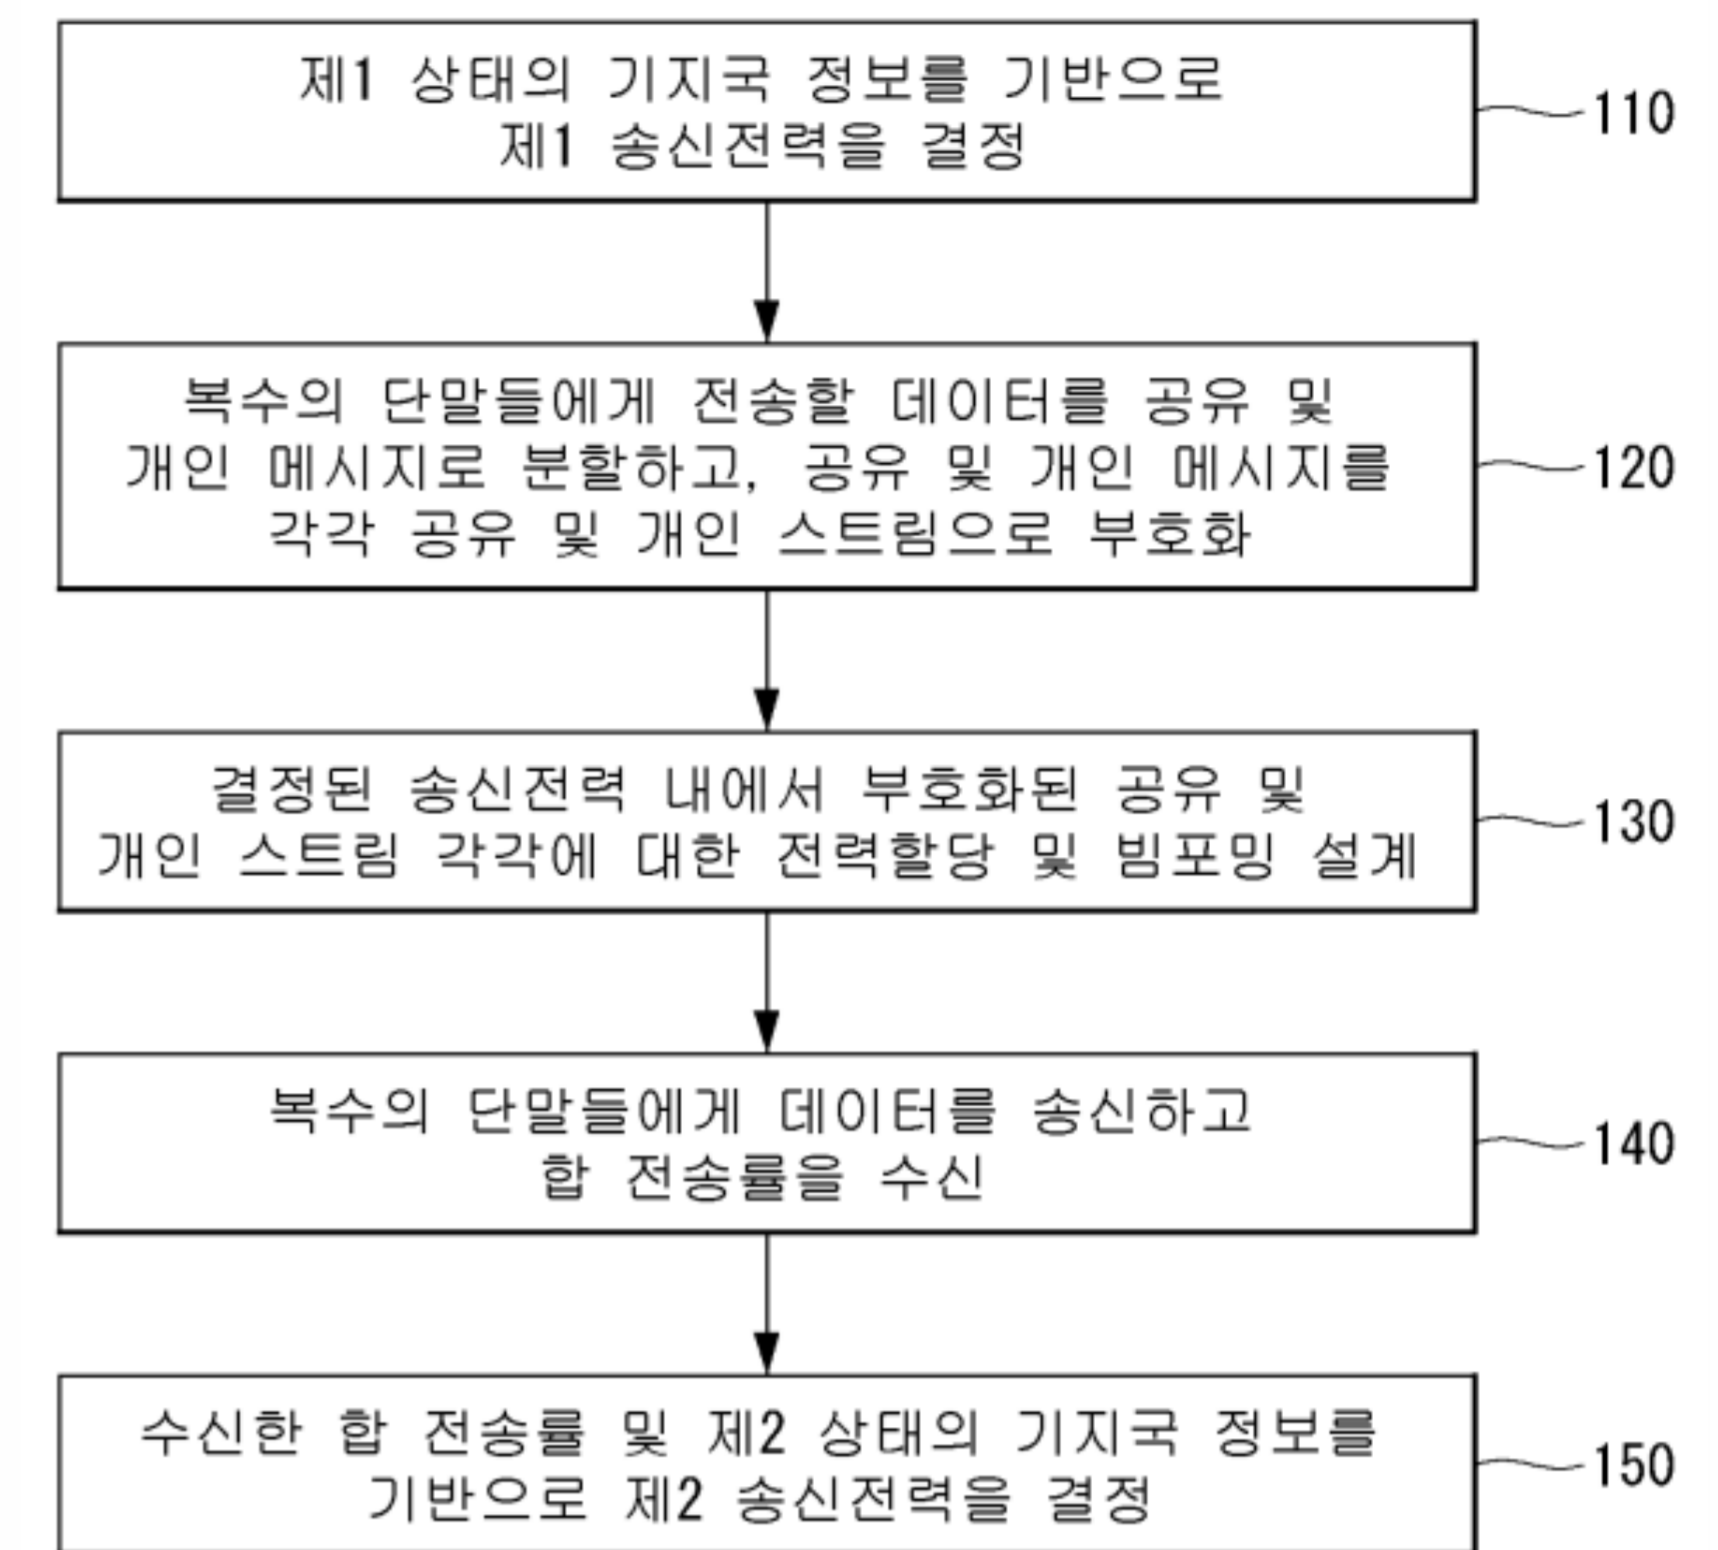 제1 상태의 기지국 정보를 기반으로
제1 송신전력을 결정
110
복수의 단말들에게 전송할 데이터를 공유 및
개인 메시지로 분할하고, 공유 및 개인 메시지를
각각 공유 및 개인 스트림으로 부호화
120
결정된 송신전력 내에서 부호화된 공유 및
개인 스트림 각각에 대한 전력할당 및 빔포밍 설계
130
복수의 단말들에게 데이터를 송신하고
합 전송률을 수신
140
수신한 합 전송률 및 제2 상태의 기지국 정보를
기반으로 제2 송신전력을 결정
150